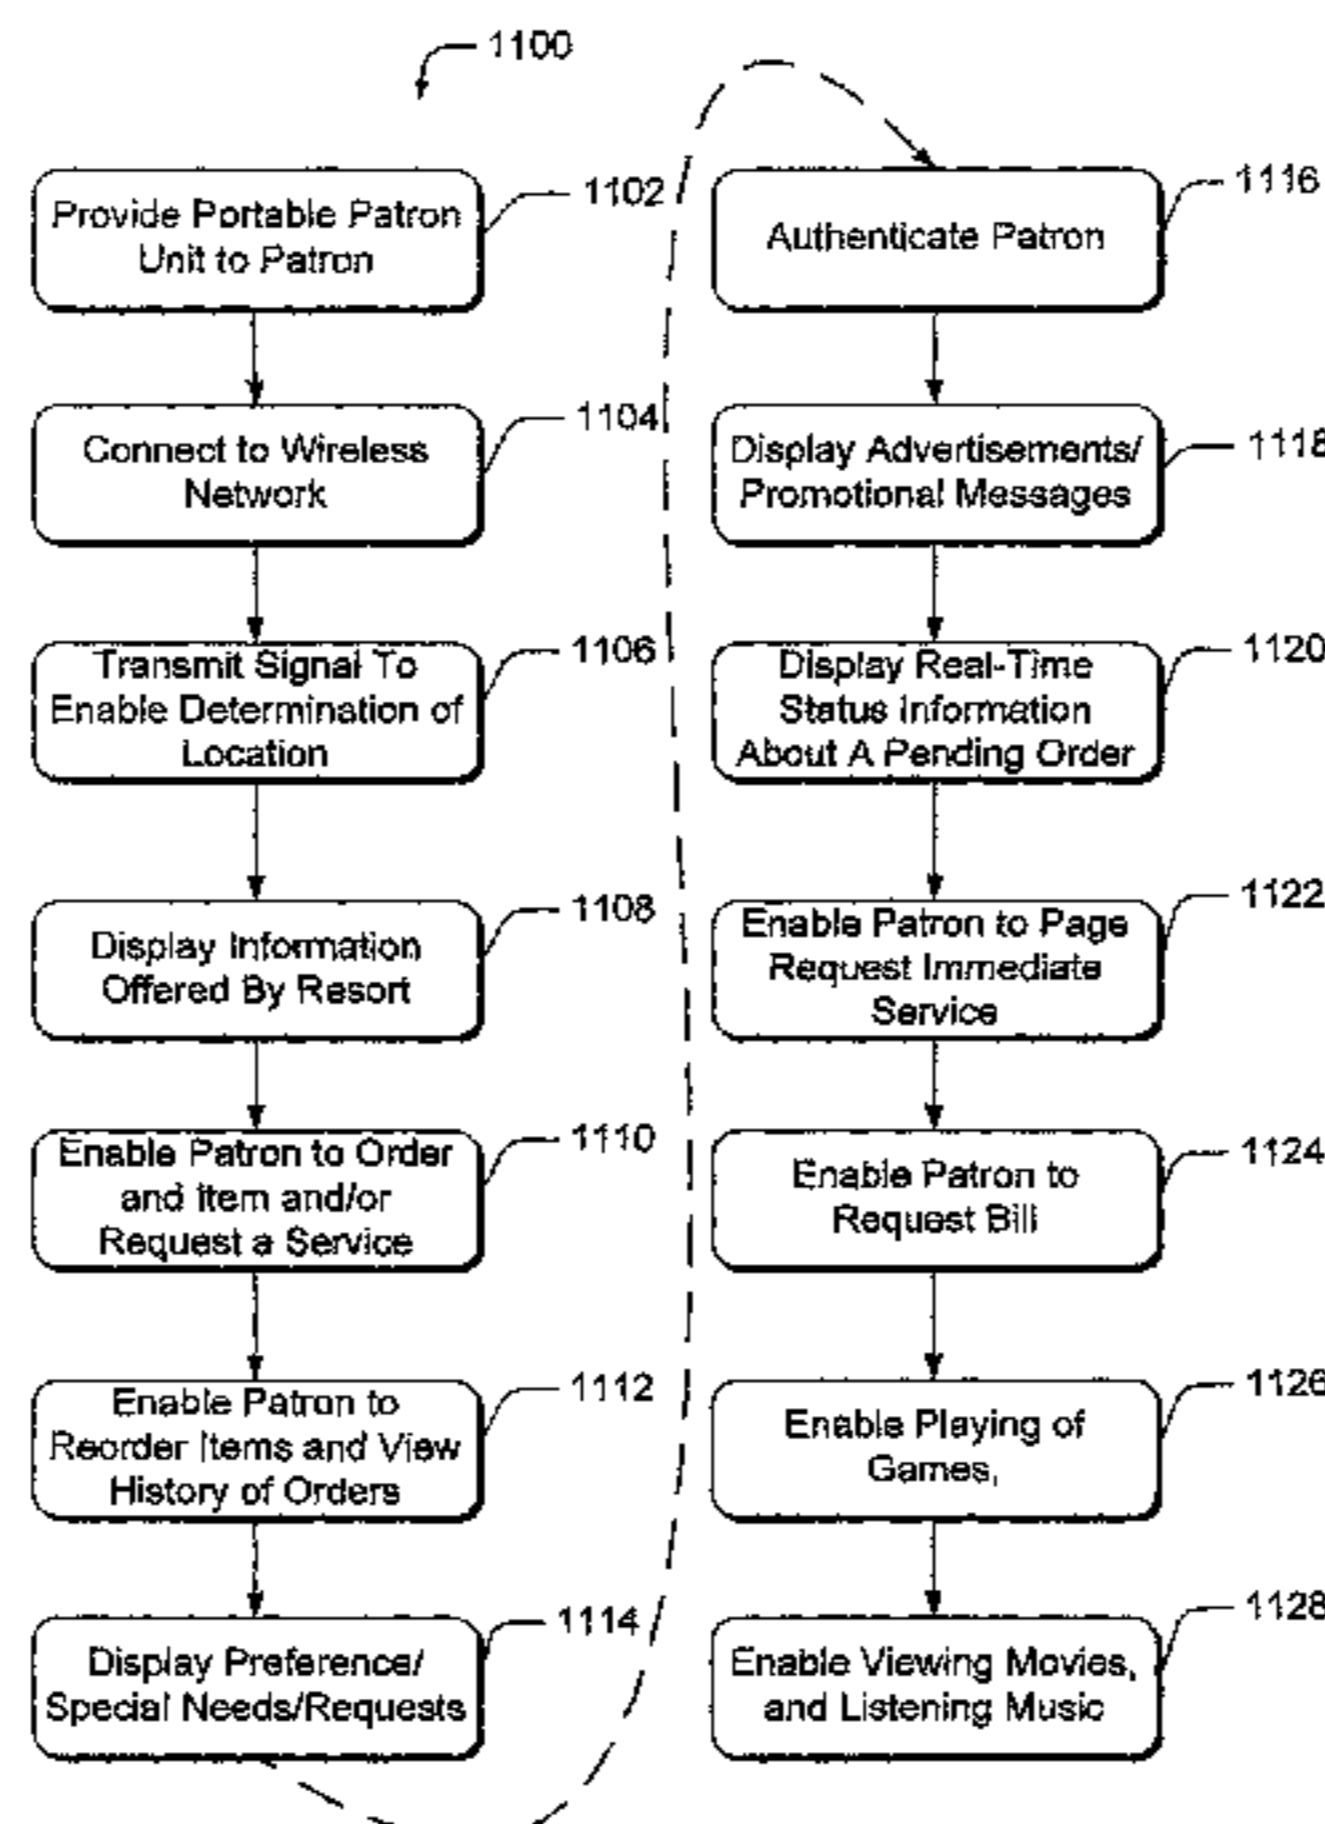 1100
Provide Portable Patron
Unit to Patron
1102
Connect to Wireless
Network
1104
Transmit Signal To
Enable Determination of
Location
1106
Display Information
Offered By Resort
1108
Enable Patron to Order
and Item and/or
Request a Service
1110
Enable Patron to
Reorder Items and View
History of Orders
1112
Display Preference/
Special Needs/Requests
1114
Authenticate Patron
1116
Display Advertisements/
Promotional Messages
1118
Display Real-Time
Status Information
About A Pending Order
1120
Enable Patron to Page
Request Immediate
Service
1122
Enable Patron to
Request Bill
1124
Enable Playing of
Games,
1126
Enable Viewing Movies,
and Listening Music
1128